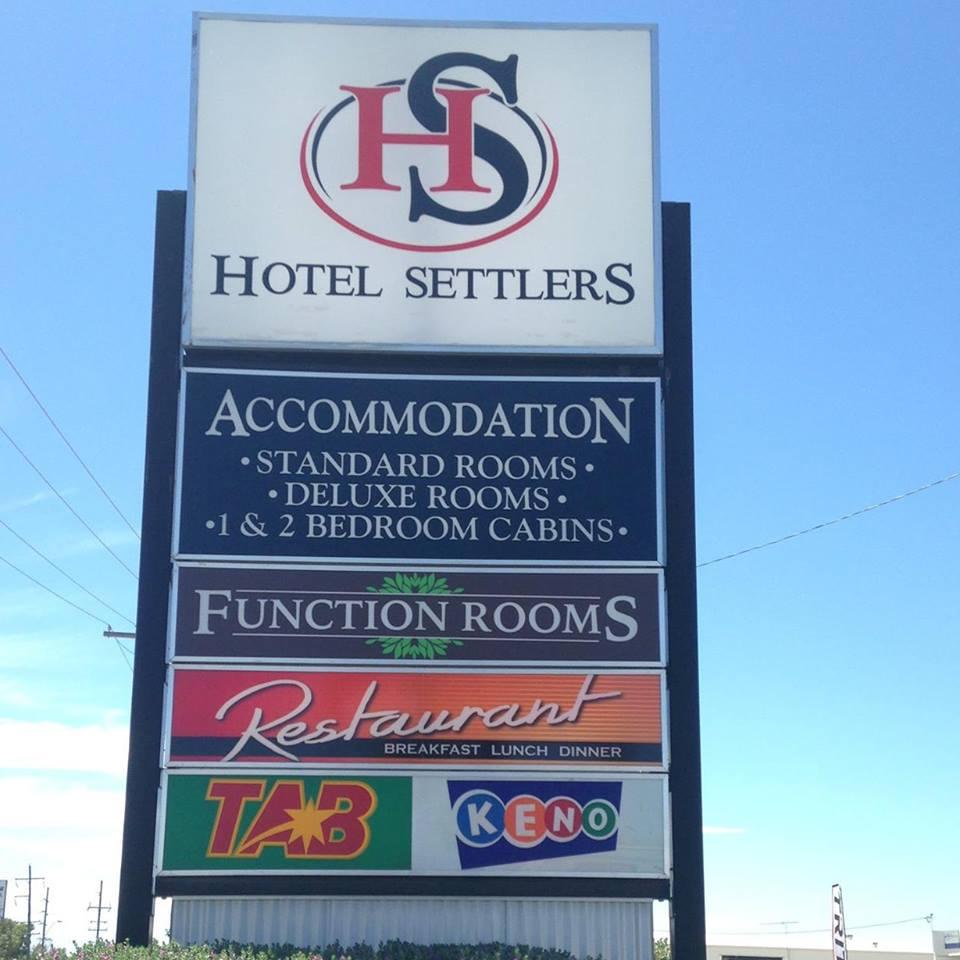 HS
HOTEL SETTLERS
ACCOMMODATION
• STANDARD ROOMS •
• DELUXE ROOMS •
• 1 & 2 BEDROOM CABINS •
FUNCTION ROOMS
Restaurant
BREAKFAST LUNCH DINNER
TAB
KENO